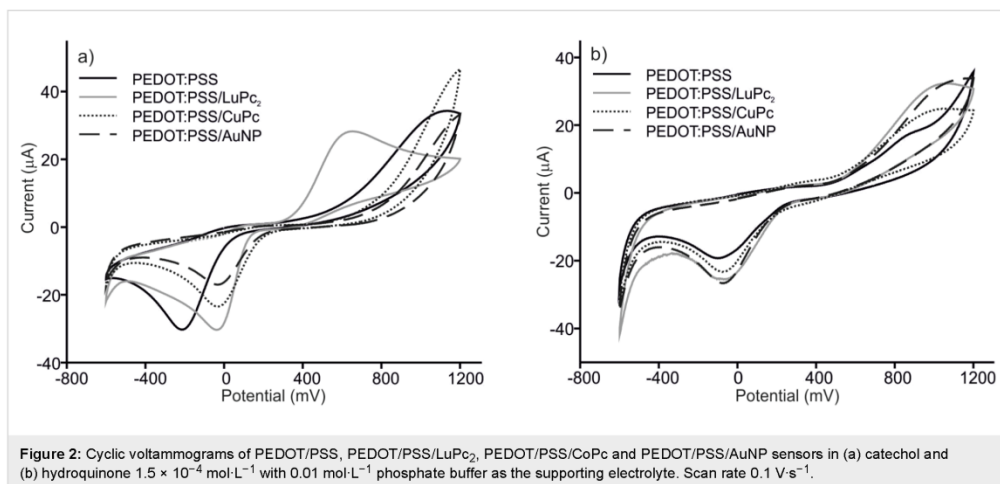 a)
PEDOT:PSS
PEDOT:PSS/LuPc₂
PEDOT:PSS/CuPc
PEDOT:PSS/AuNP
40
20
0
-20
-40
Current (µA)
-800 -400 0 400 800 1200
Potential (mV)
b)
PEDOT:PSS
PEDOT:PSS/LuPc₂
PEDOT:PSS/CuPc
PEDOT:PSS/AuNP
40
20
0
-20
-40
Current (µA)
-800 -400 0 400 800 1200
Potential (mV)
Figure 2: Cyclic voltammograms of PEDOT/PSS, PEDOT/PSS/LuPc₂, PEDOT/PSS/CoPc and PEDOT/PSS/AuNP sensors in (a) catechol and
(b) hydroquinone 1.5 × 10⁻⁴ mol·L⁻¹ with 0.01 mol·L⁻¹ phosphate buffer as the supporting electrolyte. Scan rate 0.1 V·s⁻¹.